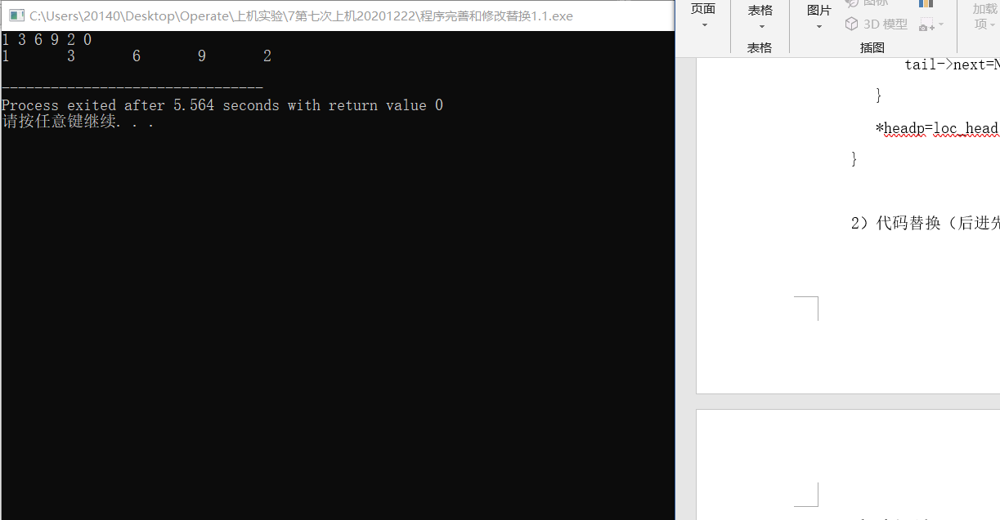 C:\Users\20140\Desktop\Operate\上机实验\7第七次上机20201222\程序完善和修改替换1.1.exe
1 3 6 9 2 0
1 3 6 9 2
--------------------------------
Process exited after 5.564 seconds with return value 0
请按任意键继续. . .
页面
表格
图片
图标
3D 模型
加载
项
表格
插图
tail->next=N
}
*headp=loc_head
}
2）代码替换（后进先